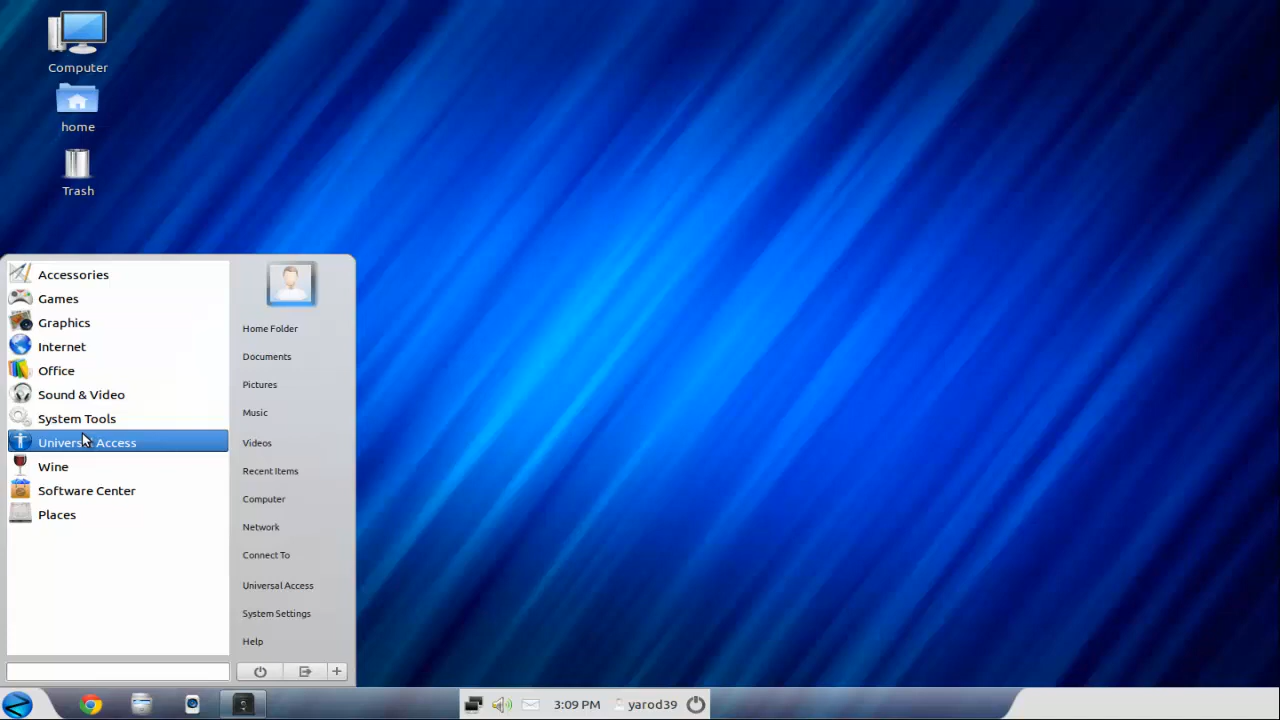 Computer
home
Trash
Accessories
Games
Graphics
Internet
Office
Sound & Video
System Tools
Universal Access
Wine
Software Center
Places
Home Folder
Documents
Pictures
Music
Videos
Recent Items
Computer
Network
Connect To
Universal Access
System Settings
Help
3:09 PM yarod39